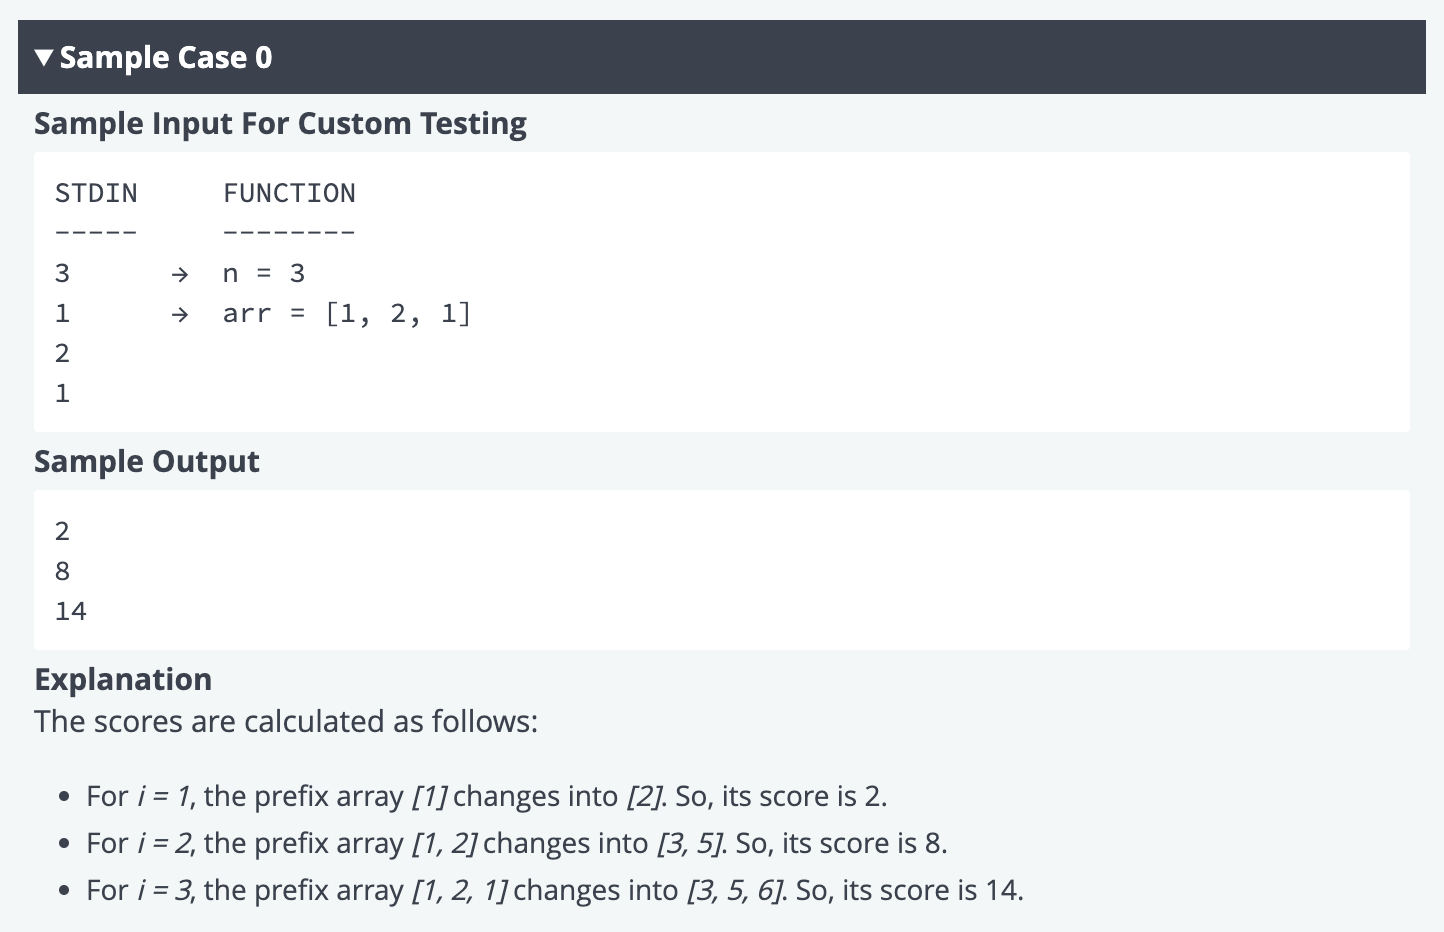 ▼ Sample Case 0
Sample Input For Custom Testing
STDIN     FUNCTION
-----     --------
3      →  n = 3
1      →  arr = [1, 2, 1]
2
1
Sample Output
2
8
14
Explanation
The scores are calculated as follows:
• For i = 1, the prefix array [1] changes into [2]. So, its score is 2.
• For i = 2, the prefix array [1, 2] changes into [3, 5]. So, its score is 8.
• For i = 3, the prefix array [1, 2, 1] changes into [3, 5, 6]. So, its score is 14.